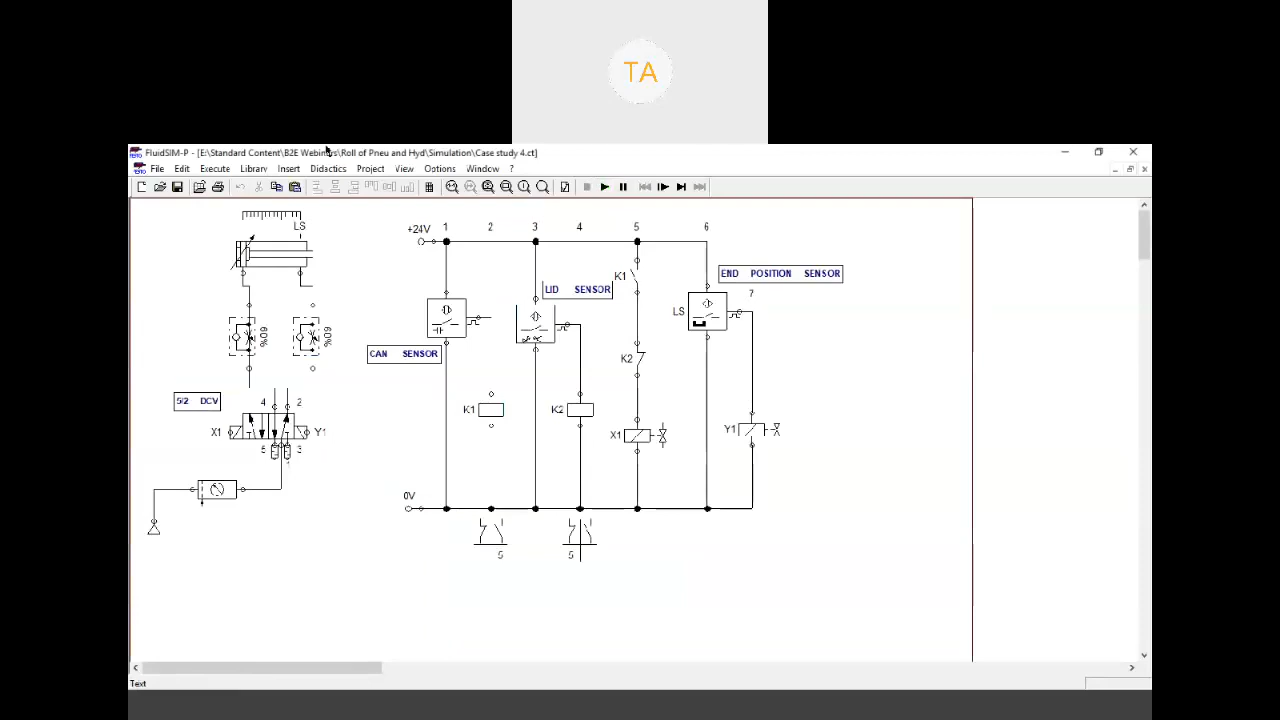 TA
FluidSIM-P - [E:\Standard Content\B2E Webinars\Roll of Pneu and Hyd\Simulation\Case study 4.ct]
File Edit Execute Library Insert Didactics Project View Options Window ?
LS
+24V 1 2 3 4 5 6
END POSITION SENSOR
K1
LID SENSOR
7
LS
60%
60%
CAN SENSOR
K2
5/2 DCV
4 2
K1
K2
X1 Y1
X1
Y1
5 3
1
0V
5 5
Text